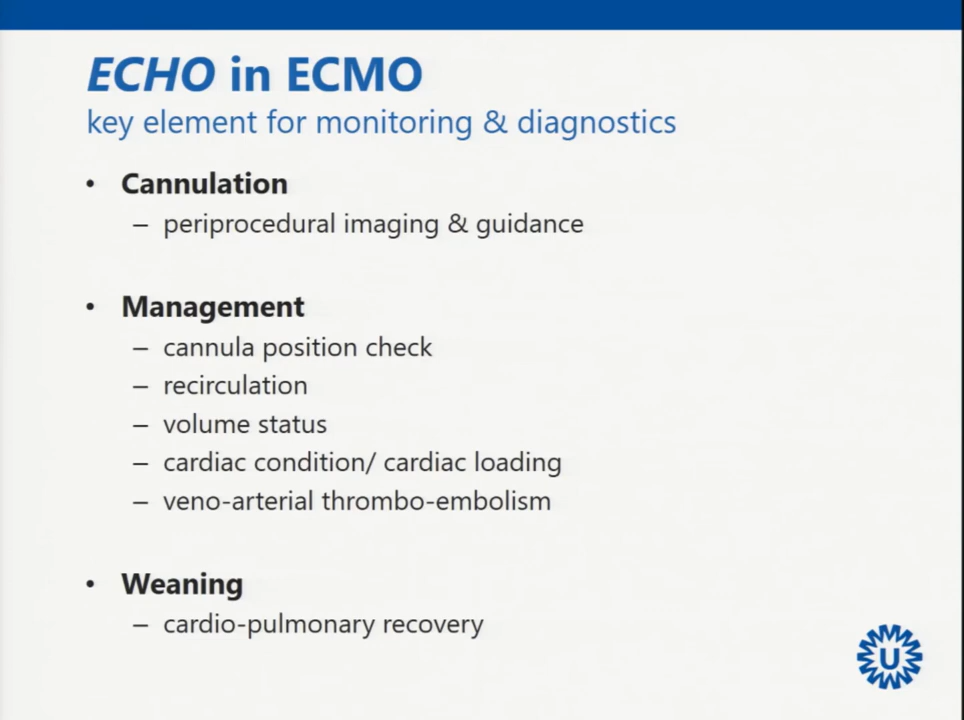 ECHO in ECMO
key element for monitoring & diagnostics
• Cannulation
– periprocedural imaging & guidance
• Management
– cannula position check
– recirculation
– volume status
– cardiac condition/ cardiac loading
– veno-arterial thrombo-embolism
• Weaning
– cardio-pulmonary recovery
U